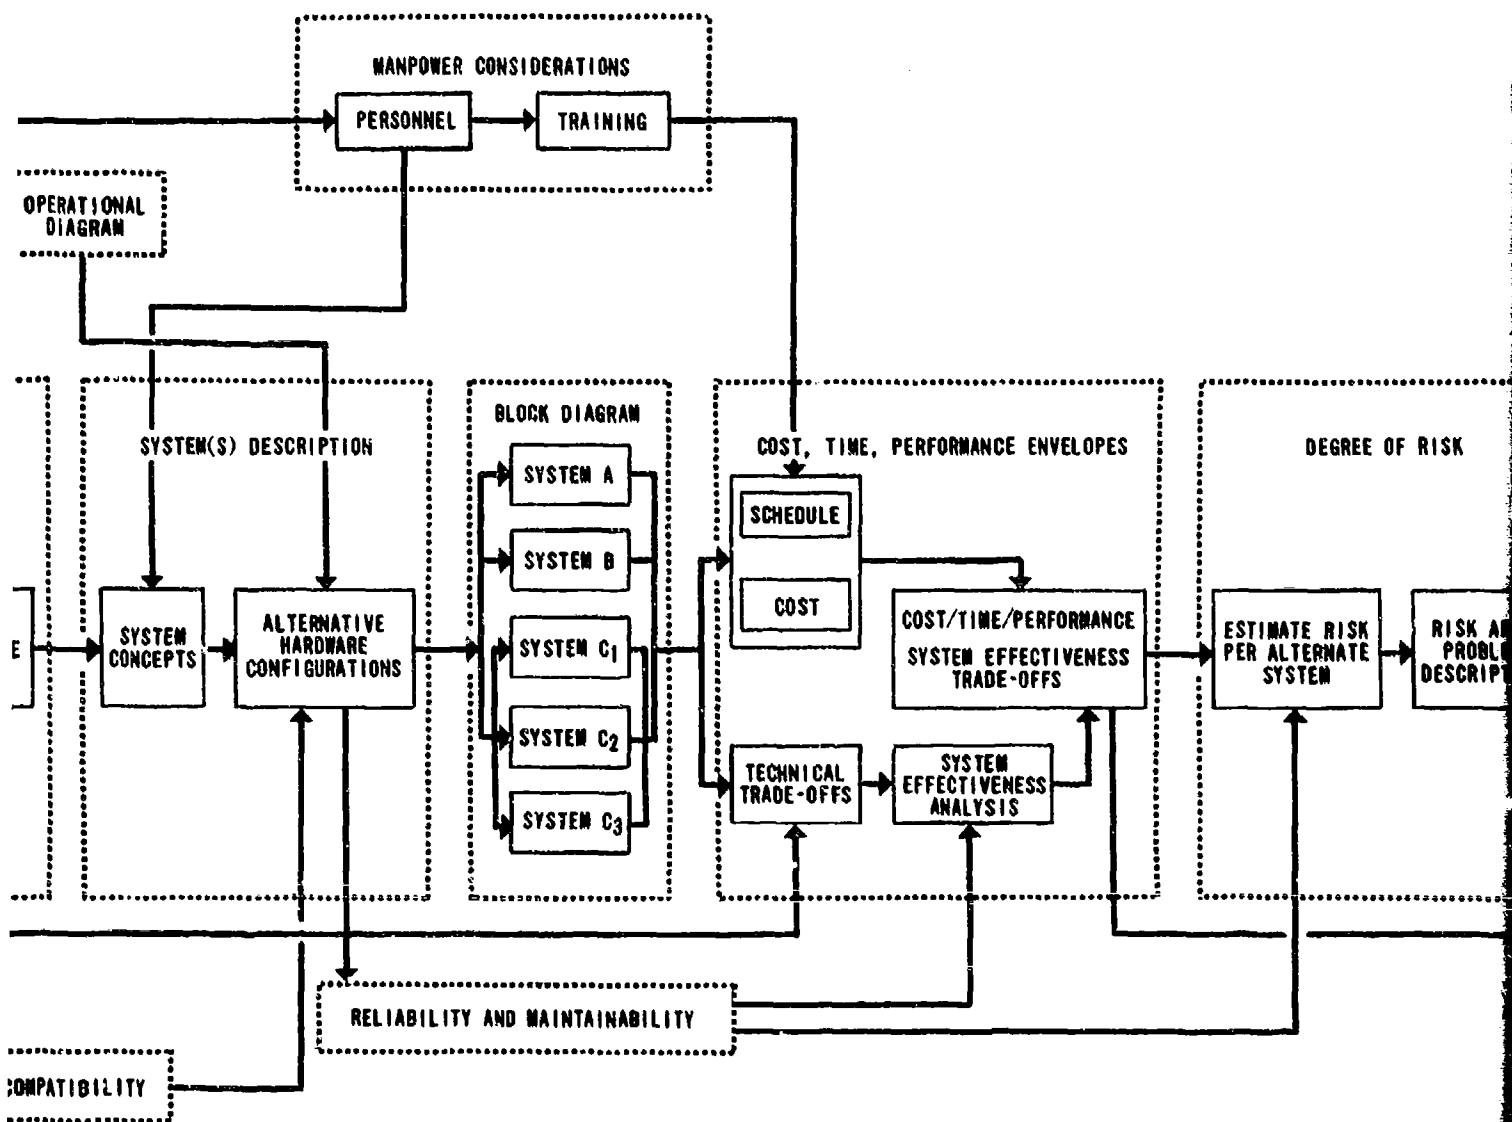 MANPOWER CONSIDERATIONS
PERSONNEL
TRAINING
OPERATIONAL
DIAGRAM
SYSTEM(S) DESCRIPTION
SYSTEM
CONCEPTS
ALTERNATIVE
HARDWARE
CONFIGURATIONS
BLOCK DIAGRAM
SYSTEM A
SYSTEM B
SYSTEM C1
SYSTEM C2
SYSTEM C3
COST, TIME, PERFORMANCE ENVELOPES
SCHEDULE
COST
COST/TIME/PERFORMANCE
SYSTEM EFFECTIVENESS
TRADE-OFFS
TECHNICAL
TRADE-OFFS
SYSTEM
EFFECTIVENESS
ANALYSIS
DEGREE OF RISK
ESTIMATE RISK
PER ALTERNATE
SYSTEM
RISK
RELIABILITY AND MAINTAINABILITY
COMPATIBILITY